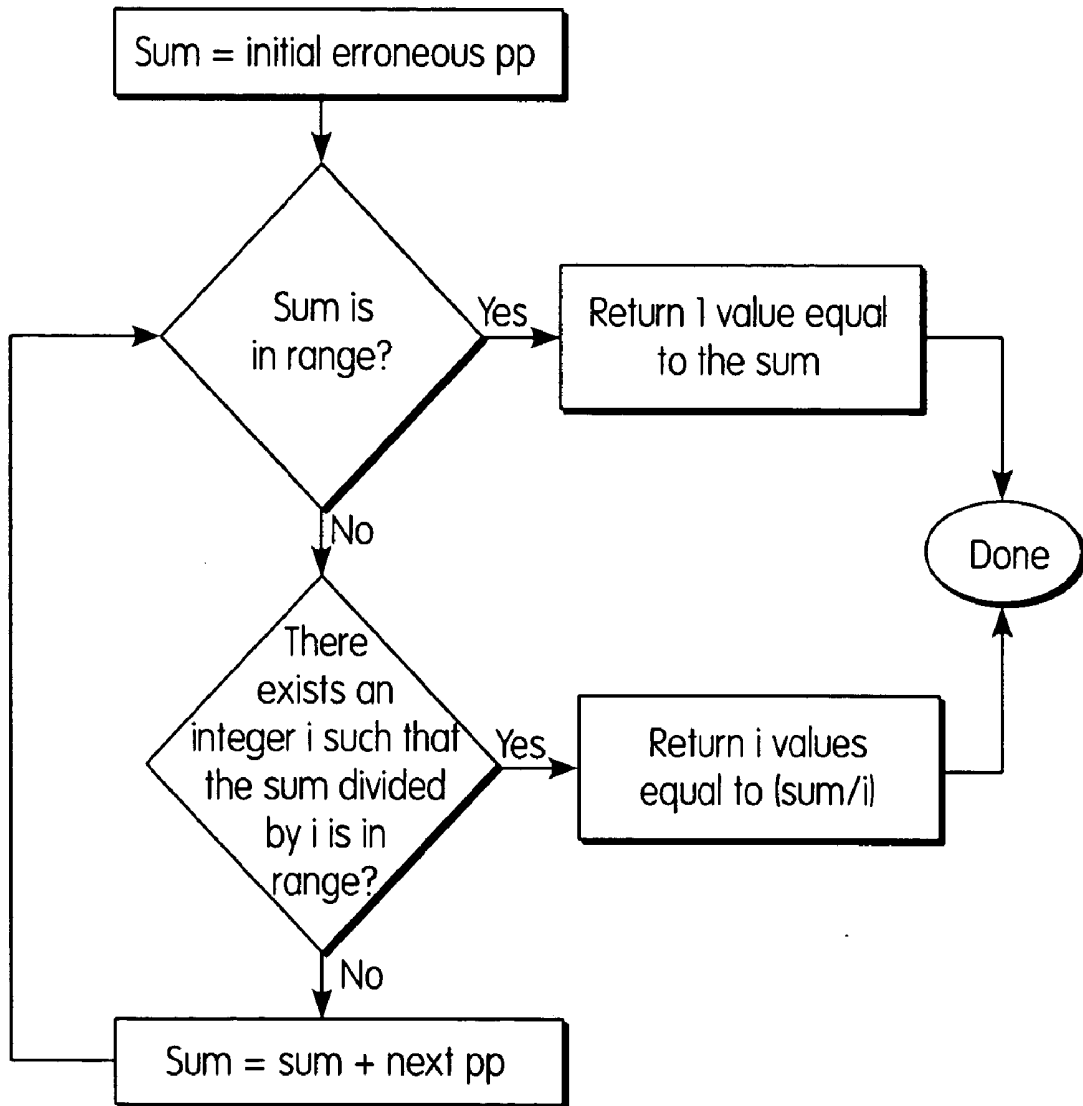 Sum = initial erroneous pp
Sum is
in range?
Yes
Return 1 value equal
to the sum
No
Done
There
exists an
integer i such that
the sum divided
by i is in
range?
Yes
Return i values
equal to (sum/i)
No
Sum = sum + next pp